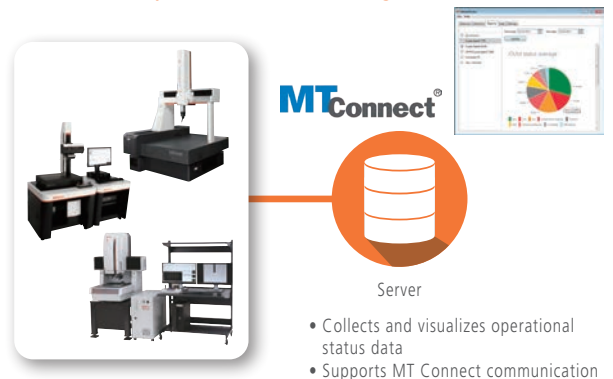 MTConnect®
Server
• Collects and visualizes operational
status data
• Supports MT Connect communication